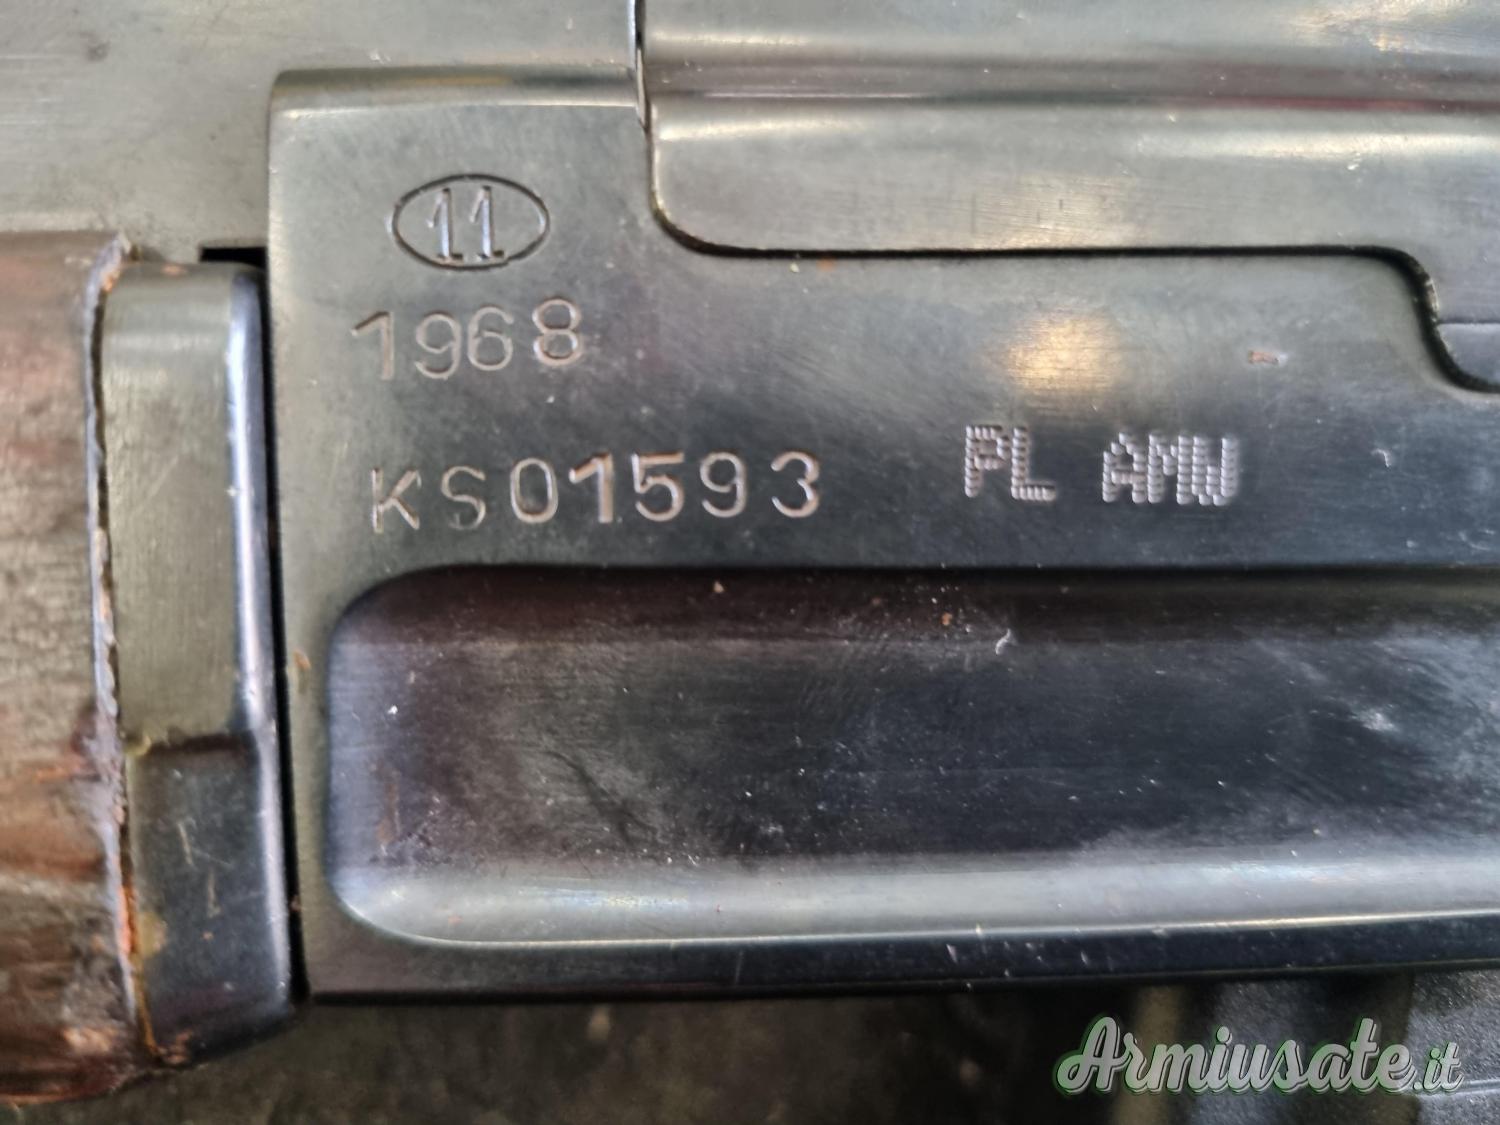 11
1968
KS01593 PL AMW
Armiusate.it